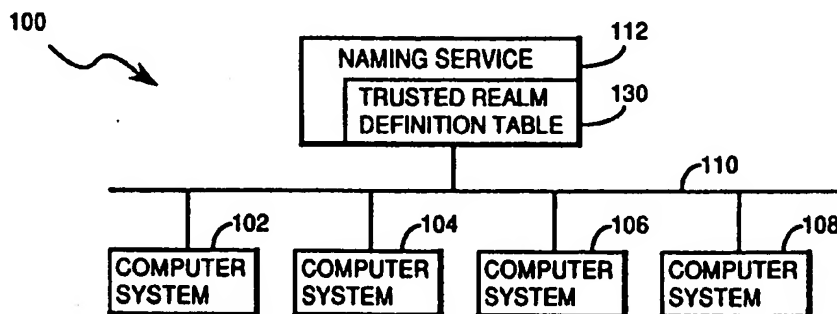 100
112
NAMING SERVICE
TRUSTED REALM
DEFINITION TABLE
130
110
102
104
106
108
COMPUTER
SYSTEM
COMPUTER
SYSTEM
COMPUTER
SYSTEM
COMPUTER
SYSTEM